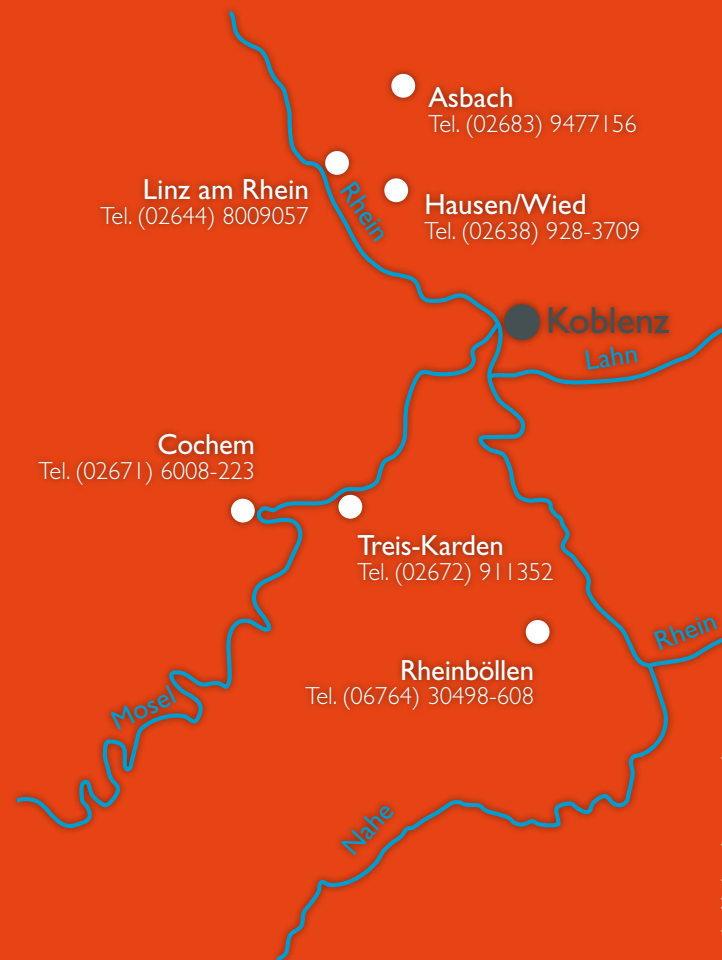 Asbach
Tel. (02683) 9477156
Linz am Rhein
Tel. (02644) 8009057
Rhein
Hausen/Wied
Tel. (02638) 928-3709
Koblenz
Lahn
Cochem
Tel. (02671) 6008-223
Treis-Karden
Tel. (02672) 911352
Rhein
Rheinböllen
Tel. (06764) 30498-608
Mosel
Nahe